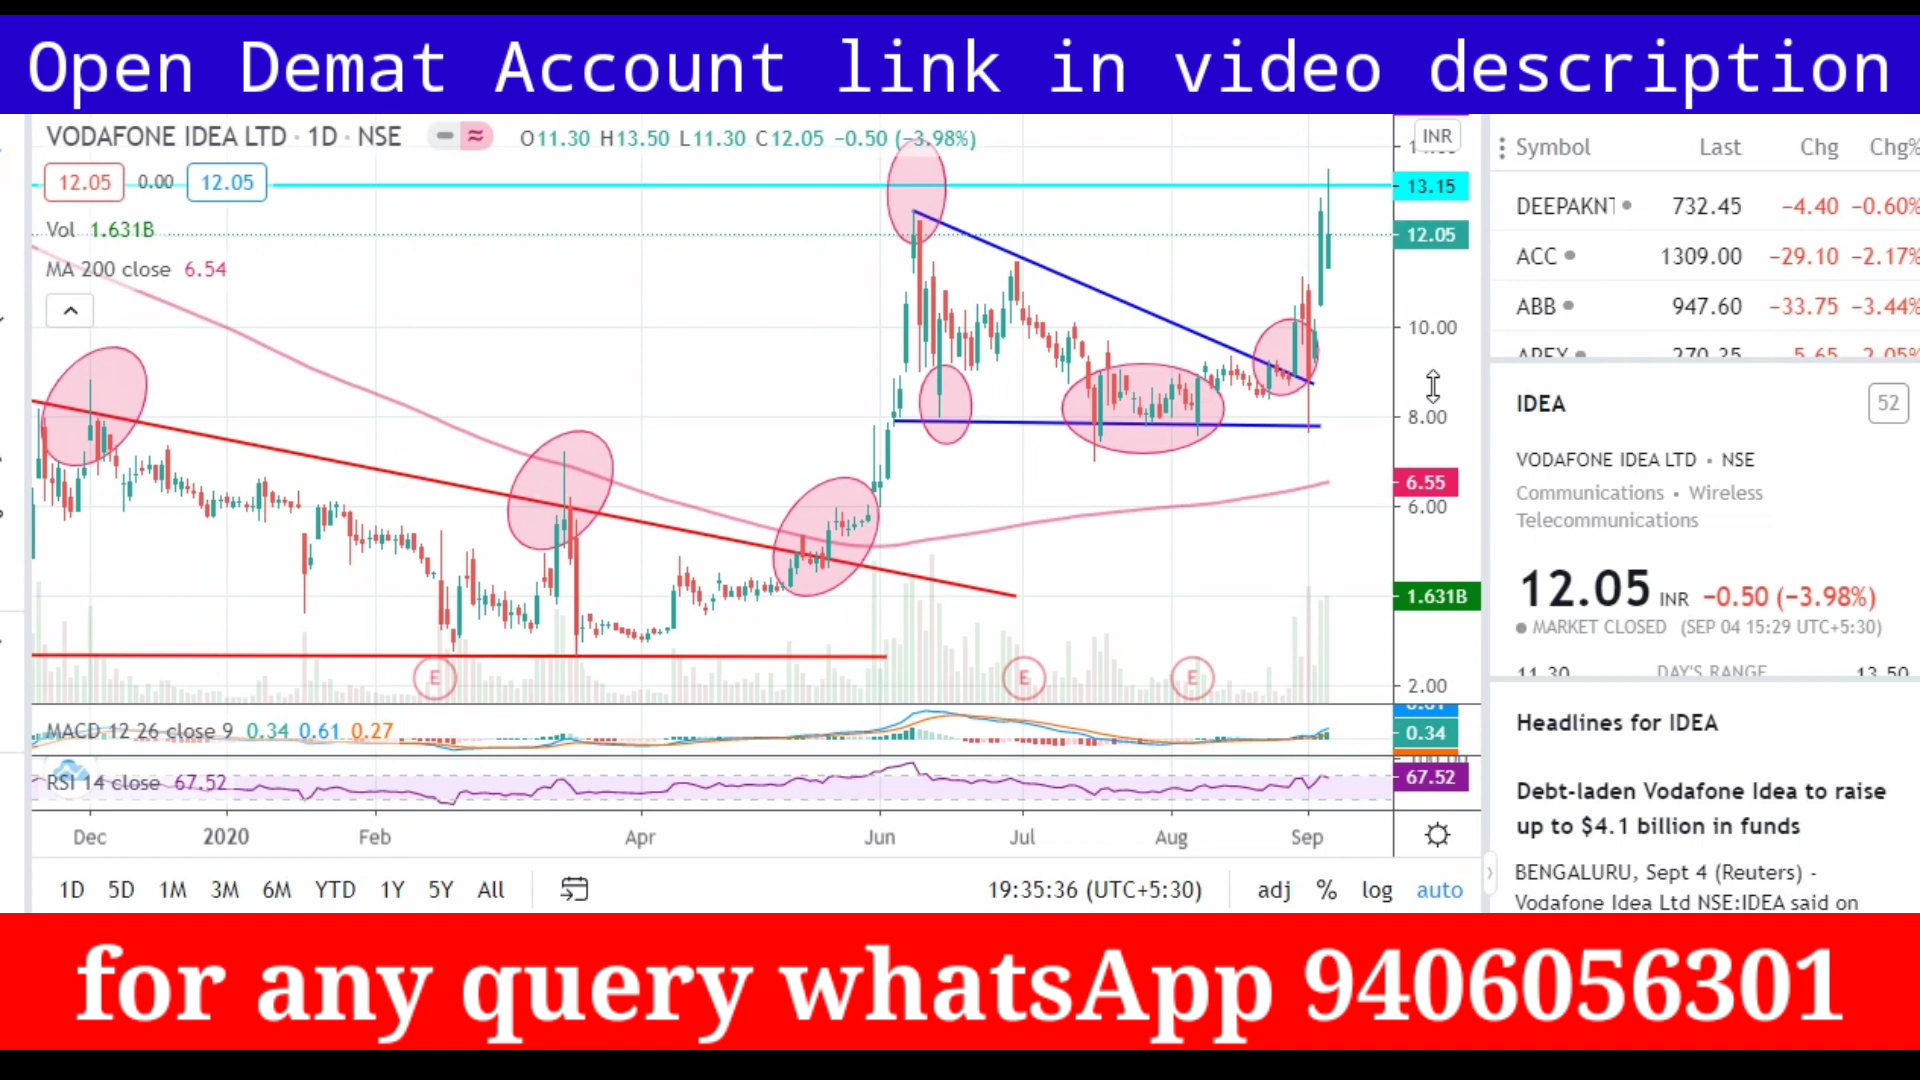 Open Demat Account link in video description
VODAFONE IDEA LTD · 1D · NSE
O11.30 H13.50 L11.30 C12.05 −0.50 (−3.98%)
INR
12.05 0.00 12.05
13.15
Vol 1.631B
12.05
MA 200 close 6.54
10.00
8.00
6.55
6.00
1.631B
E E E
2.00
MACD 12 26 close 9 0.34 0.61 0.27
0.34
RSI 14 close 67.52
67.52
Dec 2020 Feb Apr Jun Jul Aug Sep
1D 5D 1M 3M 6M YTD 1Y 5Y All
19:35:36 (UTC+5:30) adj % log auto
Symbol Last Chg Chg%
DEEPAKNT 732.45 −4.40 −0.60%
ACC 1309.00 −29.10 −2.17%
ABB 947.60 −33.75 −3.44%
IDEA
52
VODAFONE IDEA LTD • NSE
Communications • Wireless
Telecommunications
12.05 INR −0.50 (−3.98%)
MARKET CLOSED (SEP 04 15:29 UTC+5:30)
11.30 DAY'S RANGE 13.50
Headlines for IDEA
Debt-laden Vodafone Idea to raise
up to $4.1 billion in funds
BENGALURU, Sept 4 (Reuters) -
Vodafone Idea Ltd NSE:IDEA said on
for any query whatsApp 9406056301